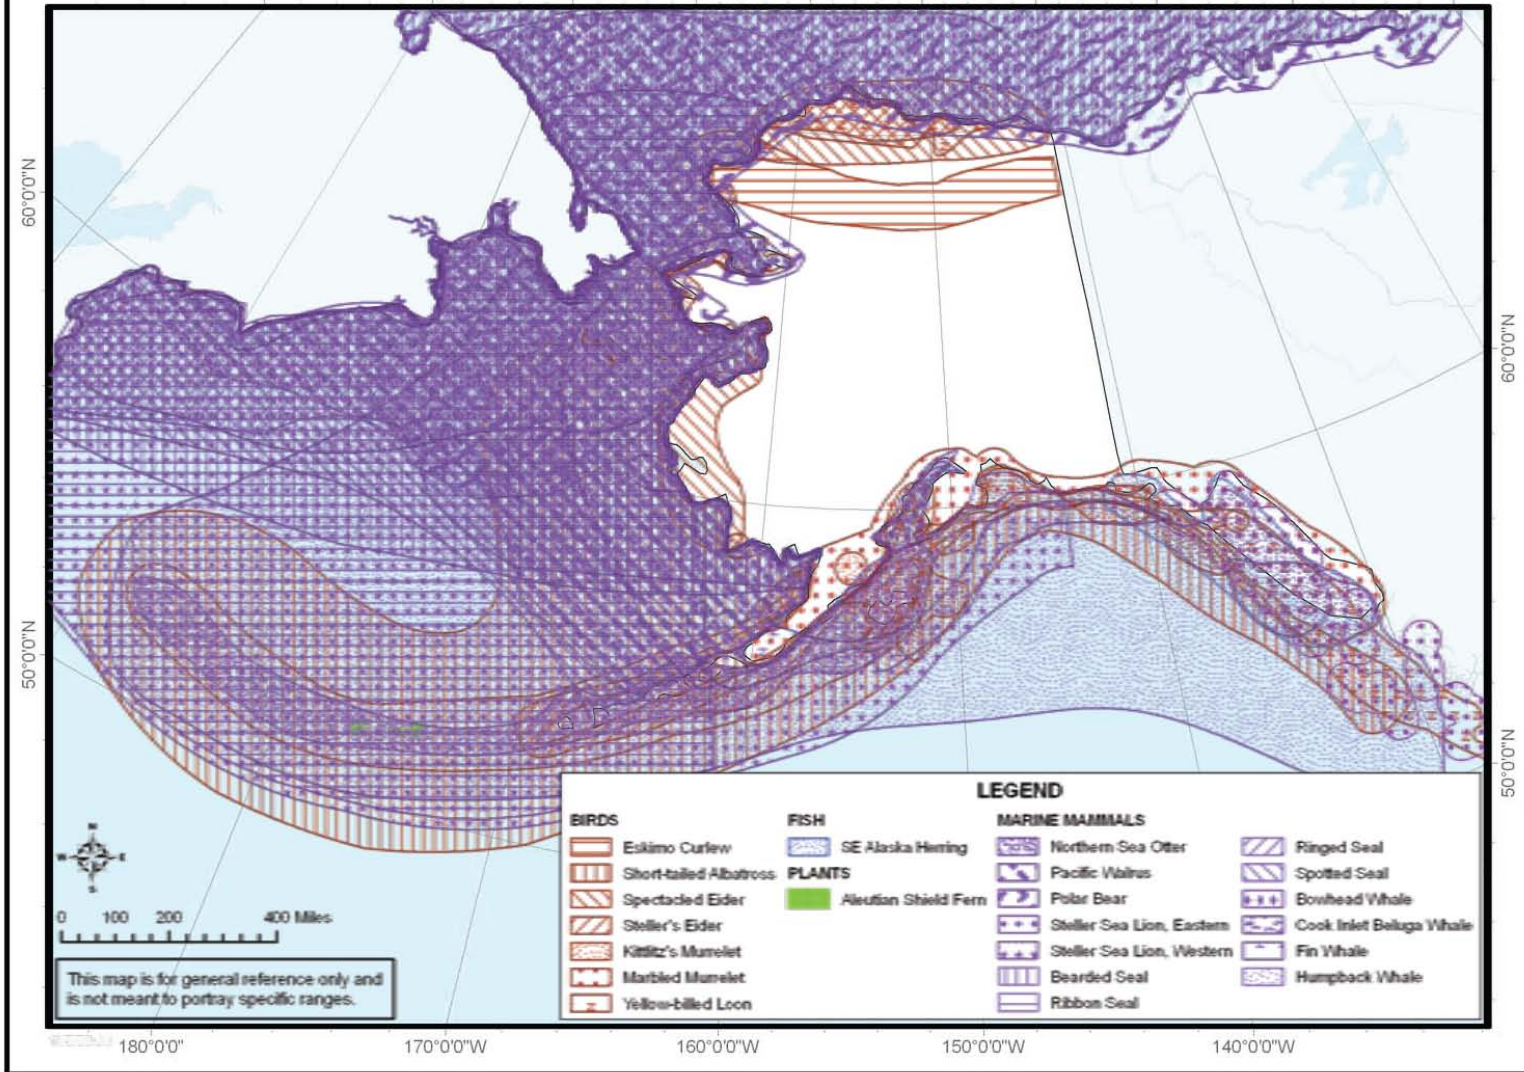 60°0'0"N
50°0'0"N
60°0'0"N
50°0'0"N
LEGEND
BIRDS
Eskimo Curlew
Short-tailed Albatross
Spectacled Eider
Steller's Eider
Kittlitz's Murrelet
Marbled Murrelet
Yellow-billed Loon
FISH
SE Alaska Herring
PLANTS
Aleutian Shield Fern
MARINE MAMMALS
Northern Sea Otter
Pacific Walrus
Polar Bear
Steller Sea Lion, Eastern
Steller Sea Lion, Western
Bearded Seal
Ribbon Seal
Ringed Seal
Spotted Seal
Bowhead Whale
Cook Inlet Beluga Whale
Fin Whale
Humpback Whale
N
W E
S
0 100 200 400 Miles
This map is for general reference only and
is not meant to portray specific ranges.
180°0'0" 170°0'0"W 160°0'0"W 150°0'0"W 140°0'0"W